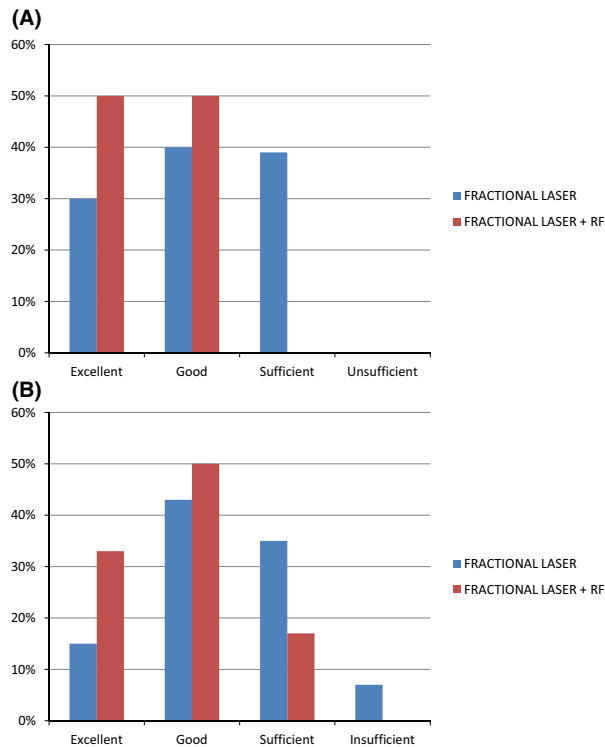 (A)
60%
50%
40%
30%
20%
10%
0%
Excellent Good Sufficient Unsufficient
FRACTIONAL LASER
FRACTIONAL LASER + RF
(B)
60%
50%
40%
30%
20%
10%
0%
Excellent Good Sufficient Insufficient
FRACTIONAL LASER
FRACTIONAL LASER + RF